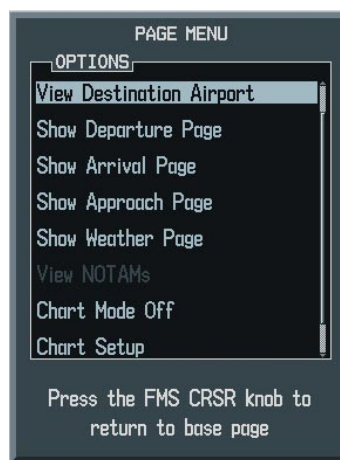 PAGE MENU
OPTIONS
View Destination Airport
Show Departure Page
Show Arrival Page
Show Approach Page
Show Weather Page
View NOTAMs
Chart Mode Off
Chart Setup
Press the FMS CRSR knob to
return to base page